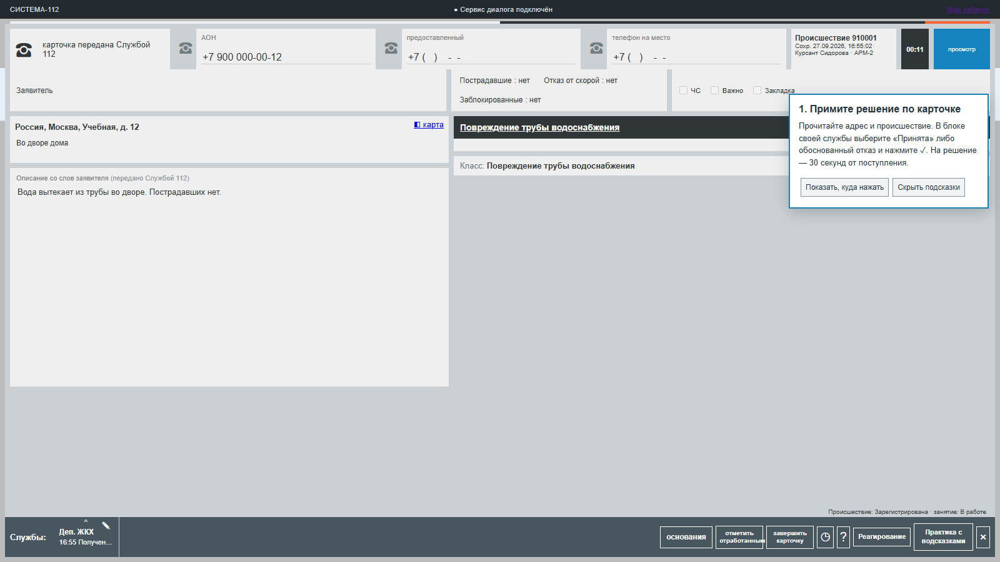 СИСТЕМА-112
Сервис диалога подключён
Мой кабинет
карточка передана Службой
112
АОН
+7 900 000-00-12
предоставленный
+7 ( ) - -
телефон на место
+7 ( ) - -
Происшествие 910001
Сохр. 27.09.2026, 16:55:02
Курсант Сидорова · АРМ-2
00:11
просмотр
Заявитель
Пострадавшие : нет Отказ от скорой : нет
Заблокированные : нет
ЧС Важно Закладка
1. Примите решение по карточке
Прочитайте адрес и происшествие. В блоке
своей службы выберите «Принята» либо
обоснованный отказ и нажмите ✓. На решение
— 30 секунд от поступления.
Показать, куда нажать Скрыть подсказки
Россия, Москва, Учебная, д. 12
карта
Во дворе дома
Повреждение трубы водоснабжения
Класс: Повреждение трубы водоснабжения
Описание со слов заявителя (передано Службой 112)
Вода вытекает из трубы во дворе. Пострадавших нет.
Происшествие: Зарегистрирована · занятие: В работе
Службы:
^
Деп. ЖКХ
16:55 Получен...
основания
отметить
отработанным
завершить
карточку
?
Реагирование
Практика с
подсказками
×